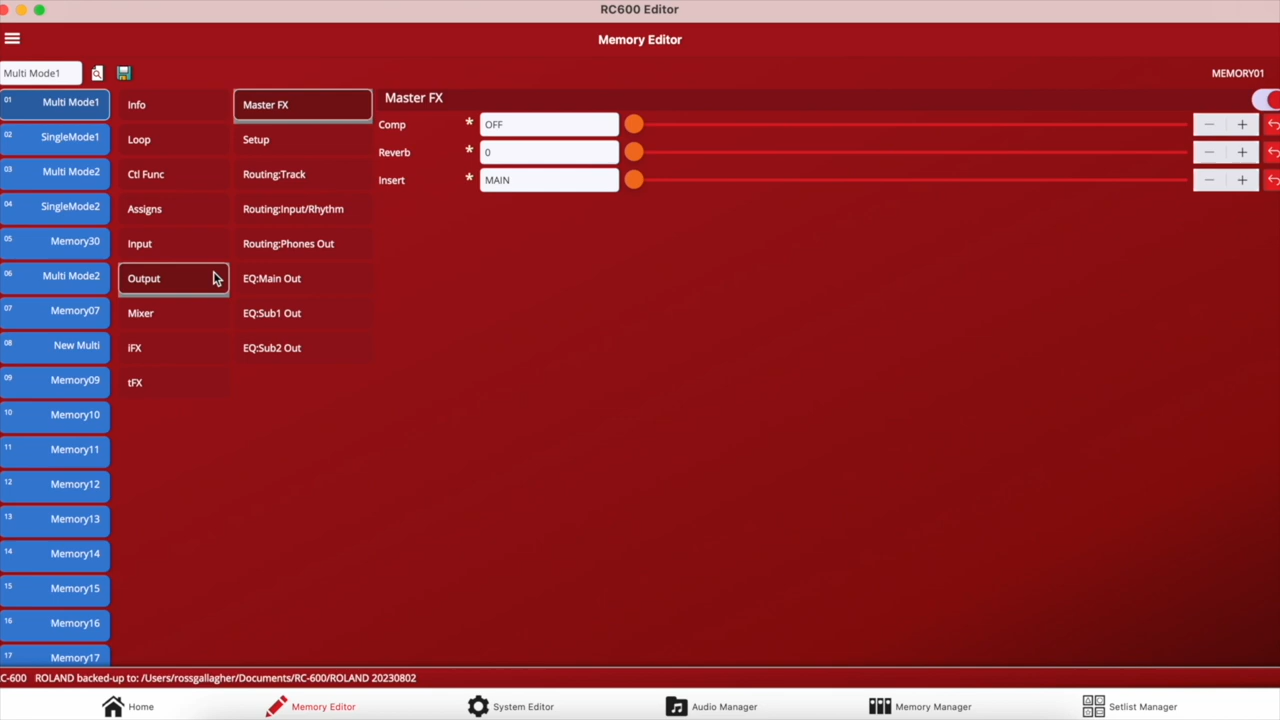 RC600 Editor
Memory Editor
Multi Mode1
MEMORY01
01 Multi Mode1
02 SingleMode1
03 Multi Mode2
04 SingleMode2
05 Memory30
06 Multi Mode2
07 Memory07
08 New Multi
09 Memory09
10 Memory10
11 Memory11
12 Memory12
13 Memory13
14 Memory14
15 Memory15
16 Memory16
17 Memory17
Info
Loop
Ctl Func
Assigns
Input
Output
Mixer
iFX
tFX
Master FX
Setup
Routing:Track
Routing:Input/Rhythm
Routing:Phones Out
EQ:Main Out
EQ:Sub1 Out
EQ:Sub2 Out
Master FX
Comp * OFF − +
Reverb * 0 − +
Insert * MAIN − +
C-600 ROLAND backed-up to: /Users/rossgallagher/Documents/RC-600/ROLAND 20230802
Home Memory Editor System Editor Audio Manager Memory Manager Setlist Manager